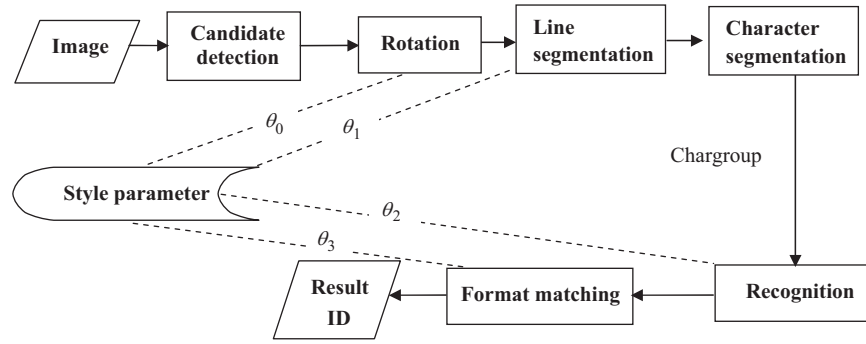 Image
Candidate
detection
Rotation
Line
segmentation
Character
segmentation
θ0
θ1
Chargroup
Style parameter
θ2
θ3
Result
ID
Format matching
Recognition